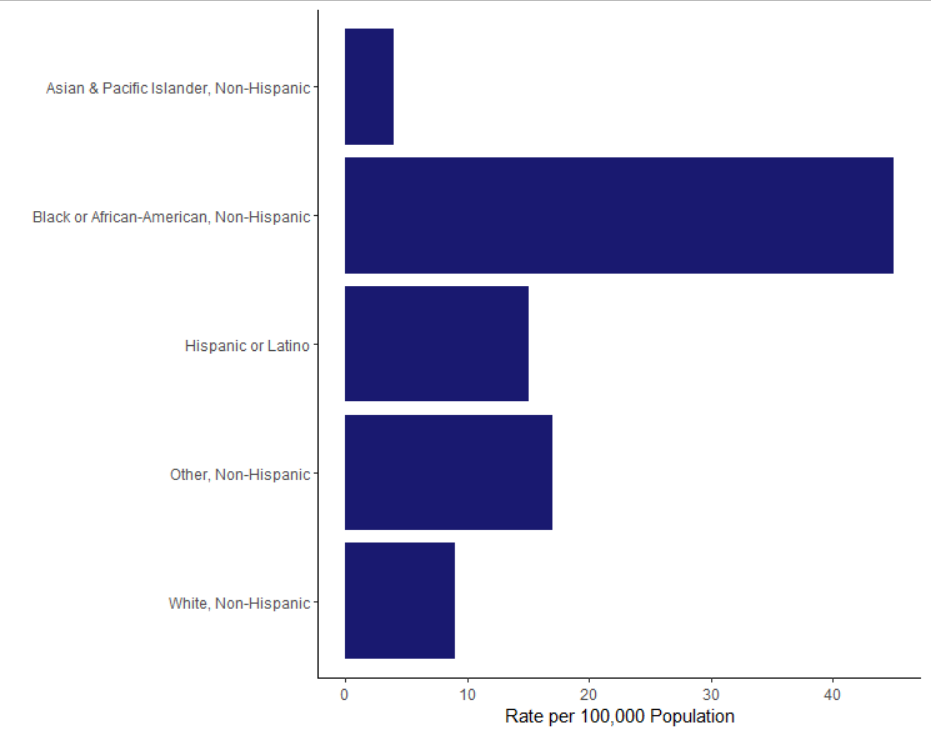 Asian & Pacific Islander, Non-Hispanic
Black or African-American, Non-Hispanic
Hispanic or Latino
Other, Non-Hispanic
White, Non-Hispanic
0 10 20 30 40
Rate per 100,000 Population